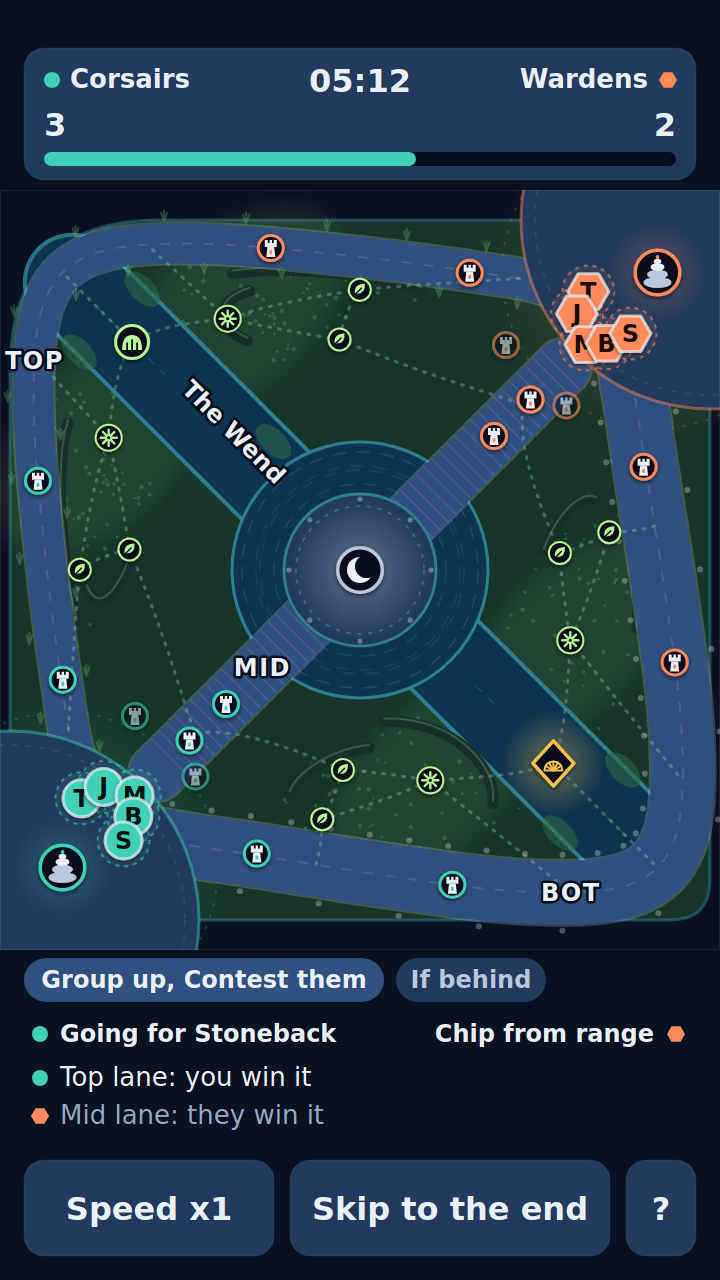 Corsairs 05:12 Wardens
3 2
TOP
The Wend
MID
BOT
T
J
M
B
S
T
J
M
B
S
Group up, Contest them If behind
Going for Stoneback Chip from range
Top lane: you win it
Mid lane: they win it
Speed x1 Skip to the end ?